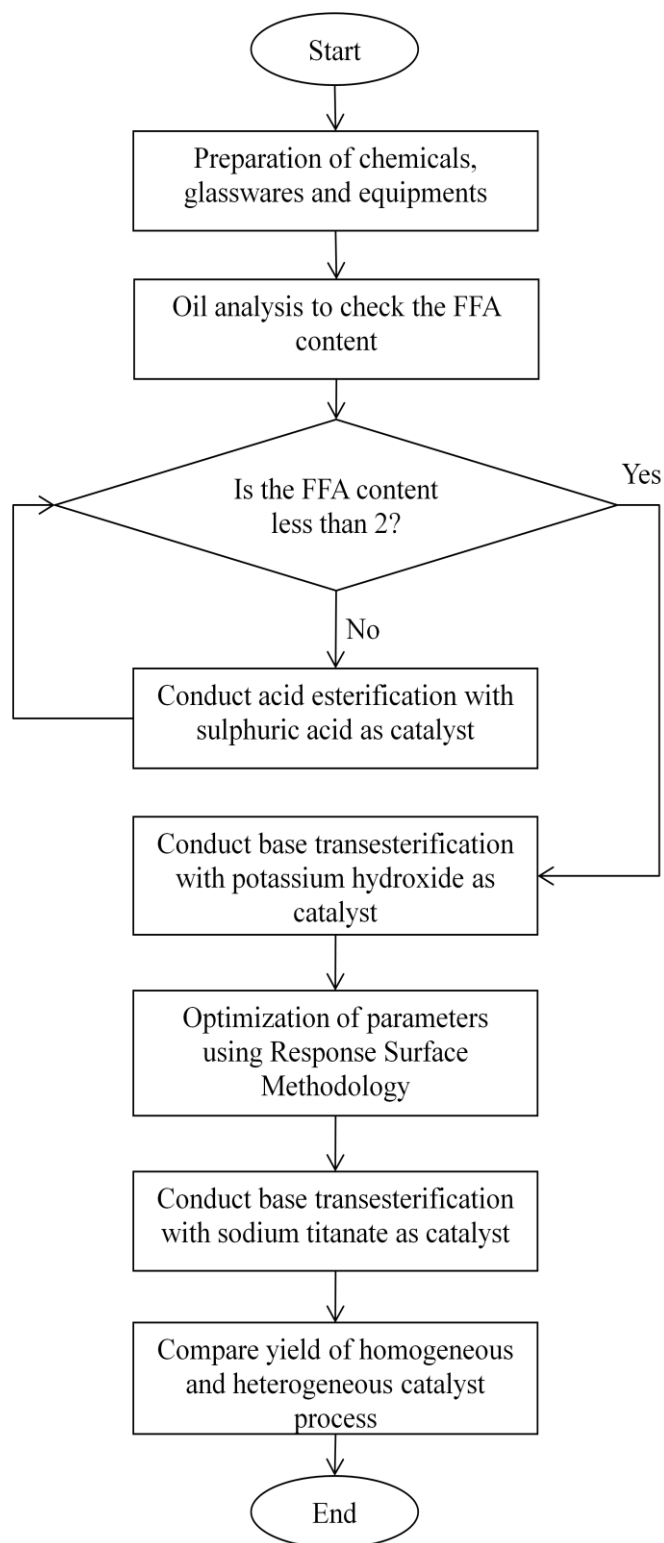 Start
Preparation of chemicals,
glasswares and equipments
Oil analysis to check the FFA
content
Is the FFA content
less than 2?
Yes
No
Conduct acid esterification with
sulphuric acid as catalyst
Conduct base transesterification
with potassium hydroxide as
catalyst
Optimization of parameters
using Response Surface
Methodology
Conduct base transesterification
with sodium titanate as catalyst
Compare yield of homogeneous
and heterogeneous catalyst
process
End